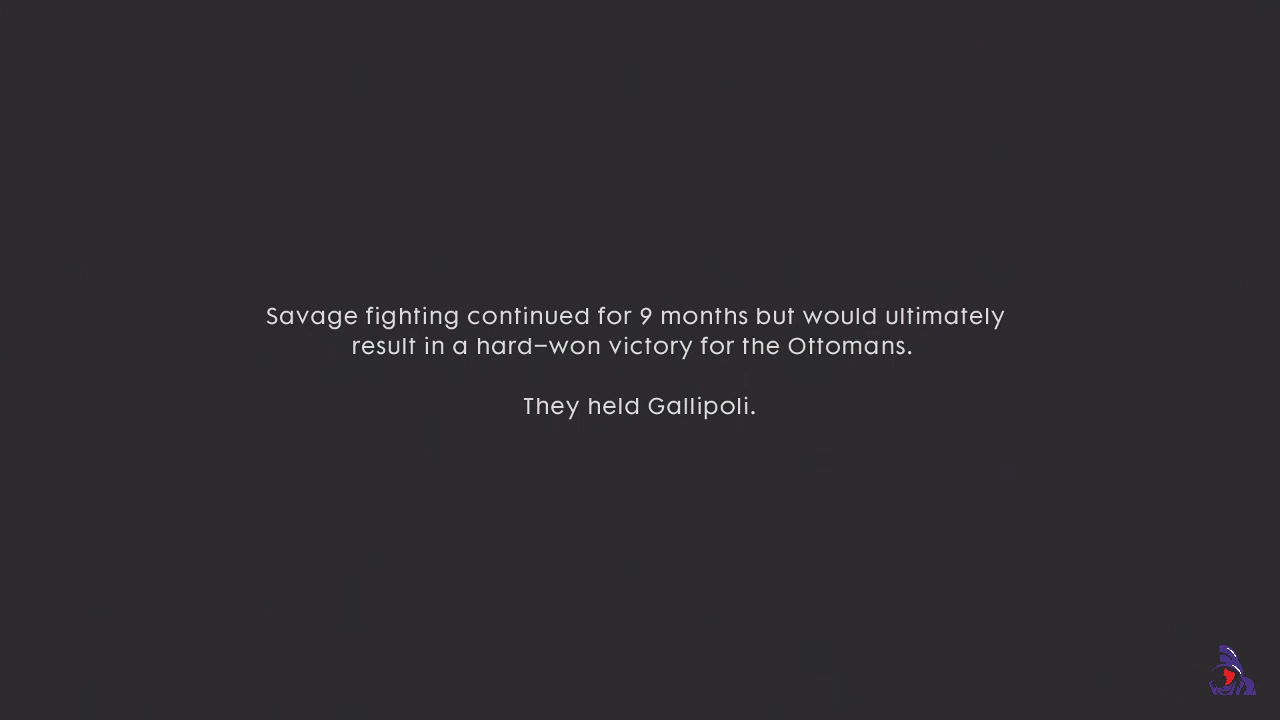 Savage fighting continued for 9 months but would ultimately
result in a hard–won victory for the Ottomans.
They held Gallipoli.